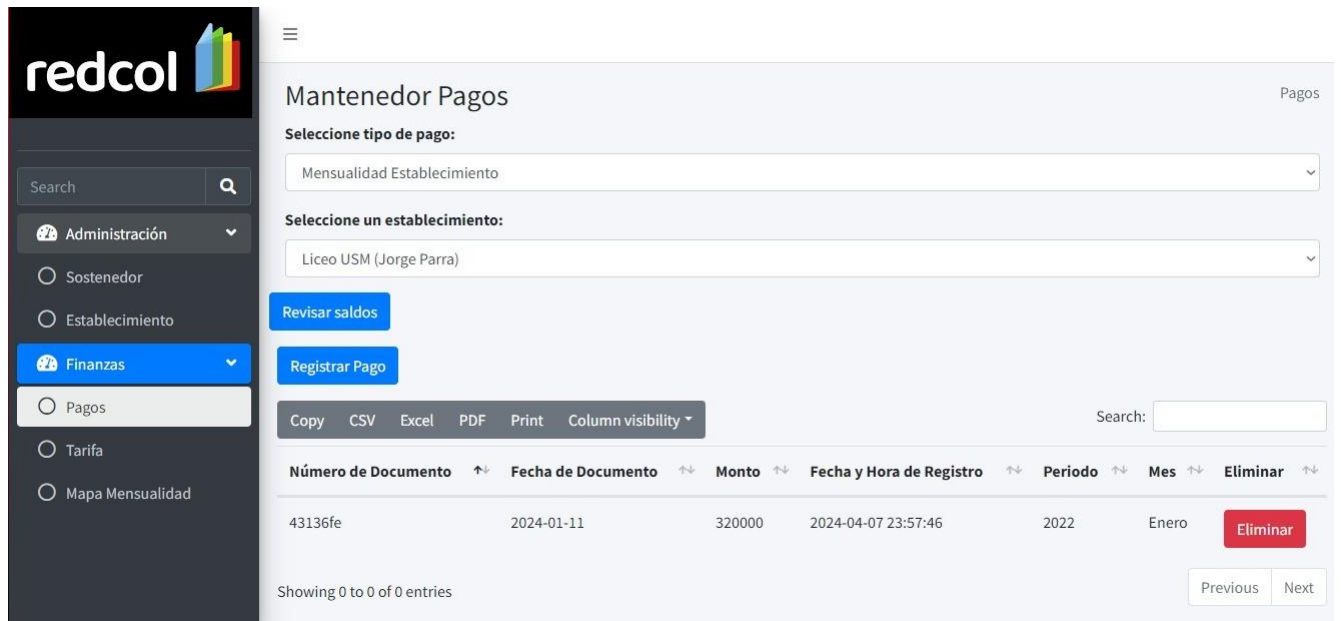 redcol
Search
Administración
Sostenedor
Establecimiento
Finanzas
Pagos
Tarifa
Mapa Mensualidad
Mantenedor Pagos
Pagos
Seleccione tipo de pago:
Mensualidad Establecimiento
Seleccione un establecimiento:
Liceo USM (Jorge Parra)
Revisar saldos
Registrar Pago
Copy CSV Excel PDF Print Column visibility
Search:
Número de Documento Fecha de Documento Monto Fecha y Hora de Registro Periodo Mes Eliminar
43136fe 2024-01-11 320000 2024-04-07 23:57:46 2022 Enero Eliminar
Showing 0 to 0 of 0 entries
Previous Next